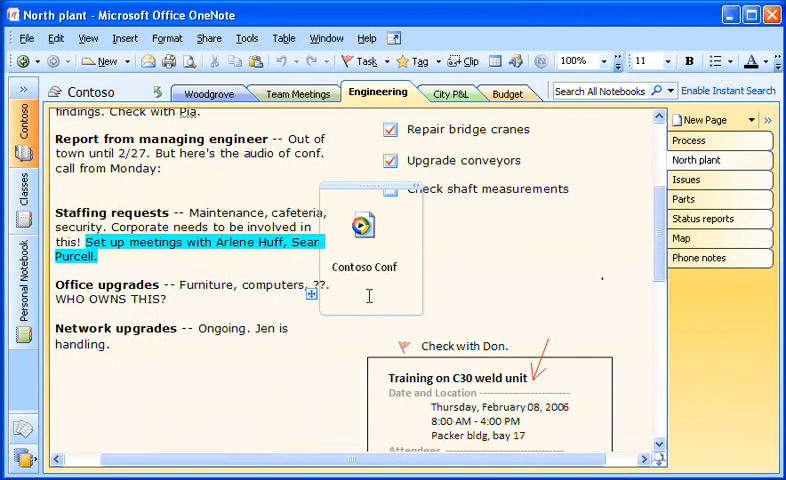 North plant - Microsoft Office OneNote
File Edit View Insert Format Share Tools Table Window Help
Back New Task Tag Clip 100% 11 B A
Contoso Woodgrove Team Meetings Engineering City P&L Budget Search All Notebooks Enable Instant Search
Contoso
Classes
Personal Notebook
findings. Check with Pia.
Report from managing engineer -- Out of
town until 2/27. But here's the audio of conf.
call from Monday:
Staffing requests -- Maintenance, cafeteria,
security. Corporate needs to be involved in
this! Set up meetings with Arlene Huff, Sean
Purcell.
Office upgrades -- Furniture, computers, ??.
WHO OWNS THIS?
Network upgrades -- Ongoing. Jen is
handling.
Repair bridge cranes
Upgrade conveyors
Check shaft measurements
Contoso Conf
Check with Don.
Training on C30 weld unit
Date and Location
Thursday, February 08, 2006
8:00 AM - 4:00 PM
Packer bldg, bay 17
Attendees
New Page
Process
North plant
Issues
Parts
Status reports
Map
Phone notes